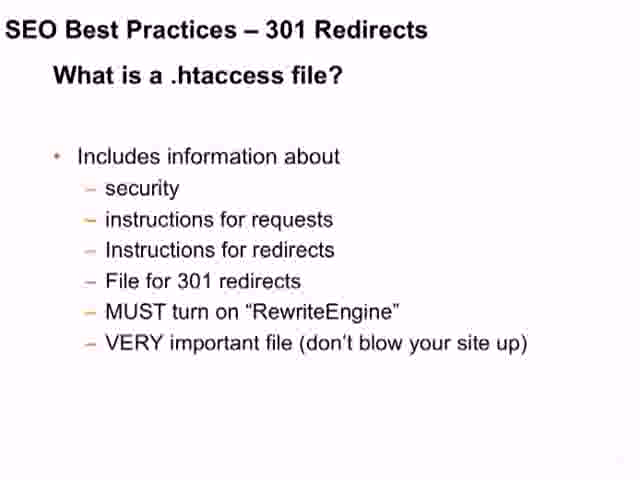 SEO Best Practices – 301 Redirects
What is a .htaccess file?
• Includes information about
– security
– instructions for requests
– Instructions for redirects
– File for 301 redirects
– MUST turn on “RewriteEngine”
– VERY important file (don’t blow your site up)